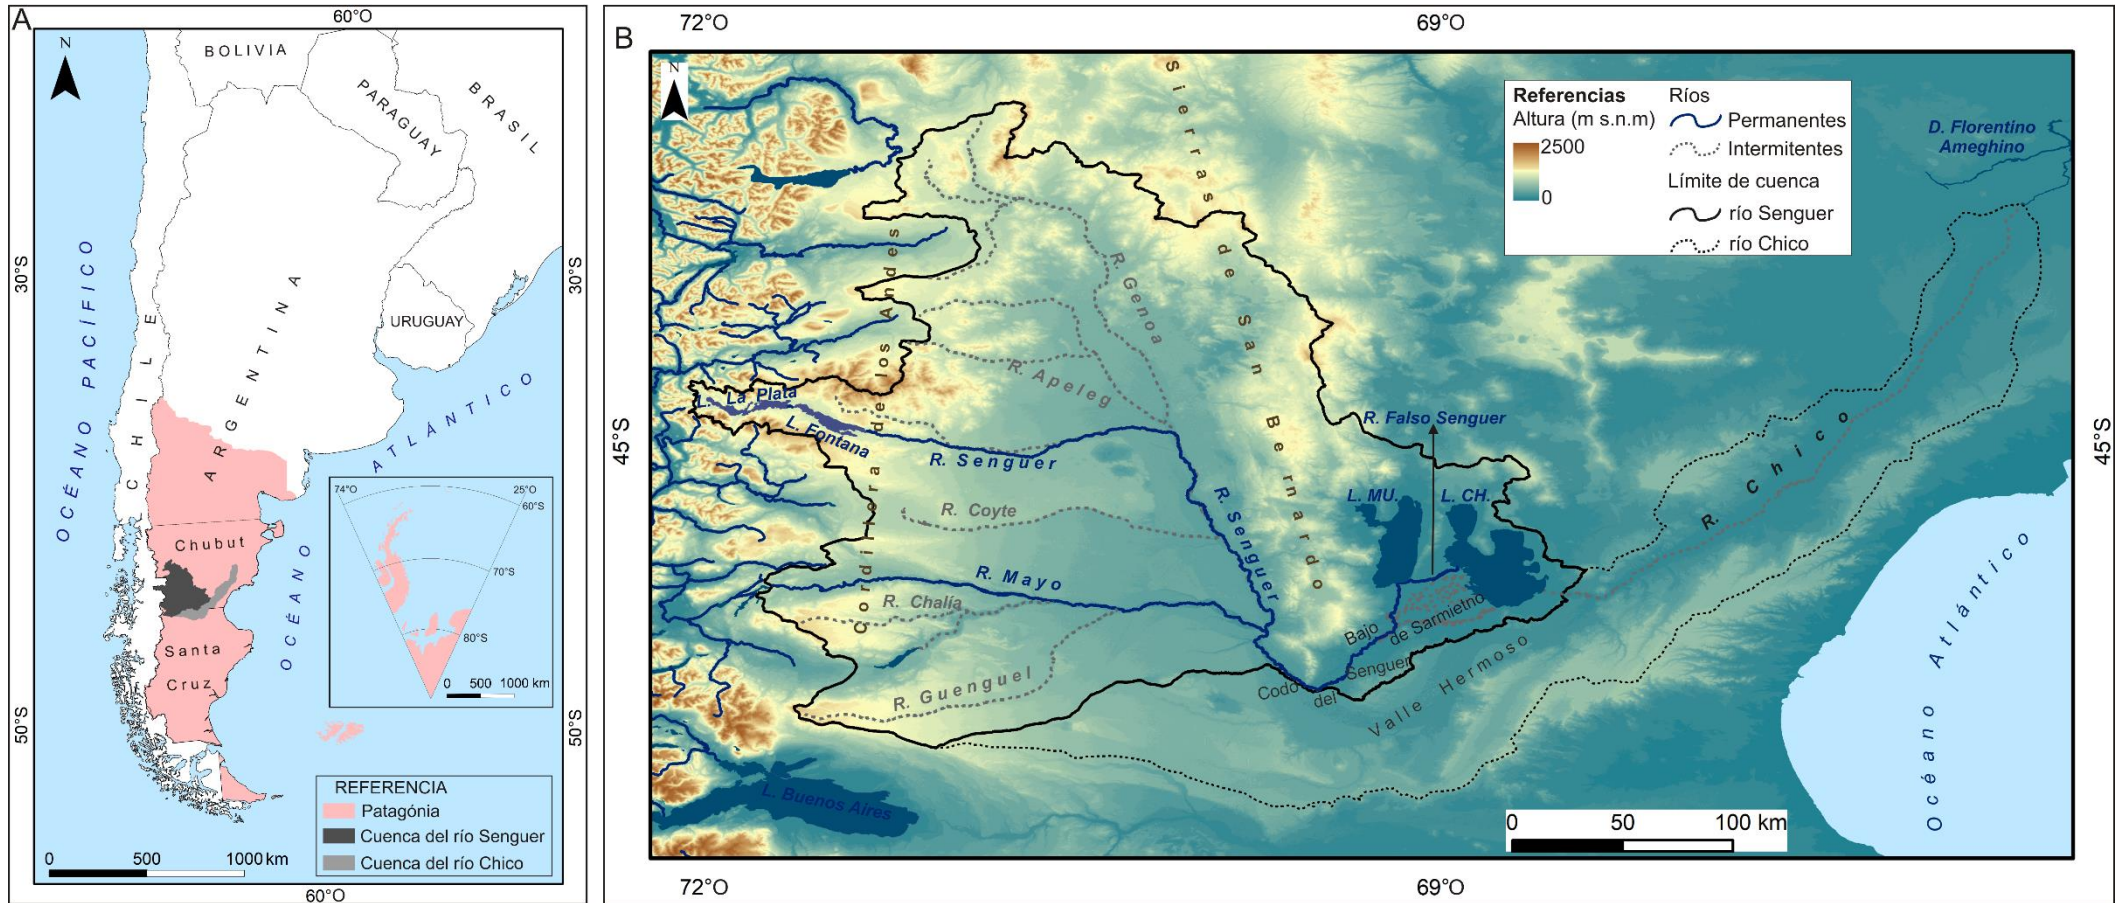 A
60°O
N
BOLIVIA
PARAGUAY
BRASIL
OCÉANO PACÍFICO
CHILE
ARGENTINA
URUGUAY
30°S
30°S
OCÉANO ATLÁNTICO
74°O
25°O
60°S
70°S
80°S
0 500 1000 km
Chubut
Santa
Cruz
50°S
50°S
REFERENCIA
Patagónia
Cuenca del río Senguer
Cuenca del río Chico
0 500 1000 km
60°O
B
72°O
69°O
N
Sierras de San Bernardo
Referencias
Altura (m s.n.m)
2500
0
Ríos
Permanentes
Intermitentes
Límite de cuenca
río Senguer
río Chico
D. Florentino
Ameghino
Cordillera de los Andes
R. Genoa
R. Apeleg
L. La Plata
L. Fontana
R. Senguer
R. Senguer
R. Falso Senguer
L. MU.
L. CH.
R. Chico
45°S
45°S
R. Coyte
R. Mayo
R. Chalía
R. Guenguel
Bajo
de Sarmietno
Codo
del Senguer
Valle Hermoso
L. Buenos Aires
Océano Atlántico
0 50 100 km
72°O
69°O